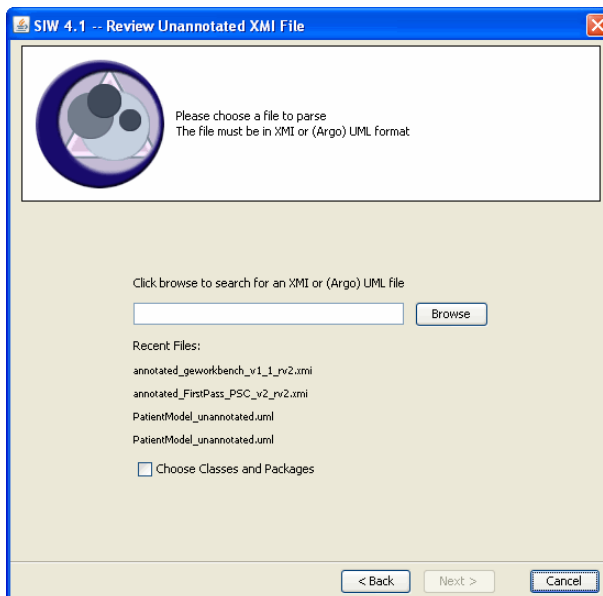 SIW 4.1 -- Review Unannotated XMI File
Please choose a file to parse
The file must be in XMI or (Argo) UML format
Click browse to search for an XMI or (Argo) UML file
Browse
Recent Files:
annotated_geworkbench_v1_1_rv2.xmi
annotated_FirstPass_PSC_v2_rv2.xmi
PatientModel_unannotated.uml
PatientModel_unannotated.uml
Choose Classes and Packages
< Back Next > Cancel